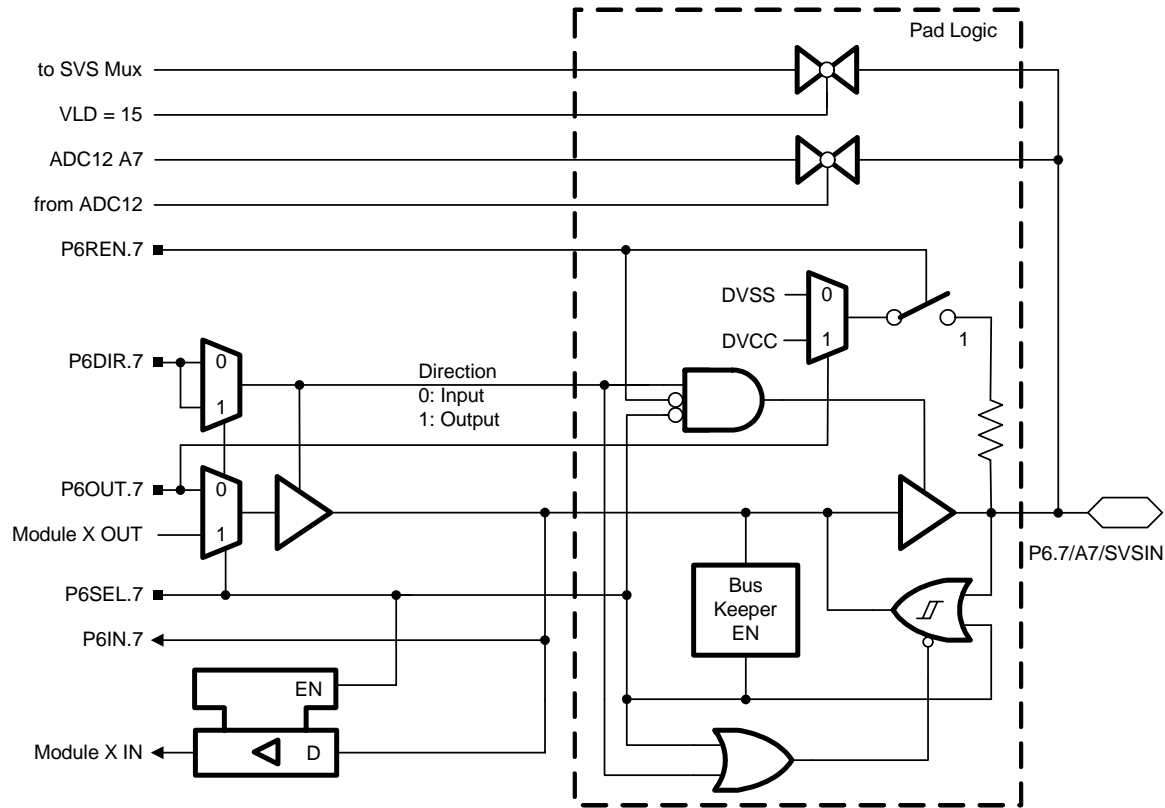 Pad Logic
to SVS Mux
VLD = 15
ADC12 A7
from ADC12
P6REN.7
DVSS
0
DVCC
1
1
P6DIR.7
0
1
Direction
0: Input
1: Output
P6OUT.7
0
Module X OUT
1
P6.7/A7/SVSIN
P6SEL.7
Bus
Keeper
EN
P6IN.7
EN
Module X IN
D